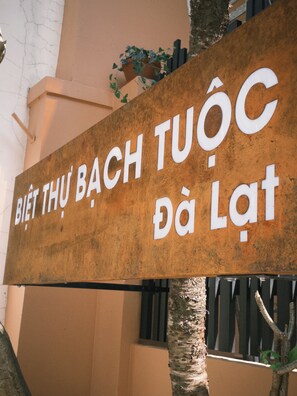 BIỆT THỰ BẠCH TUỘC
Đà Lạt